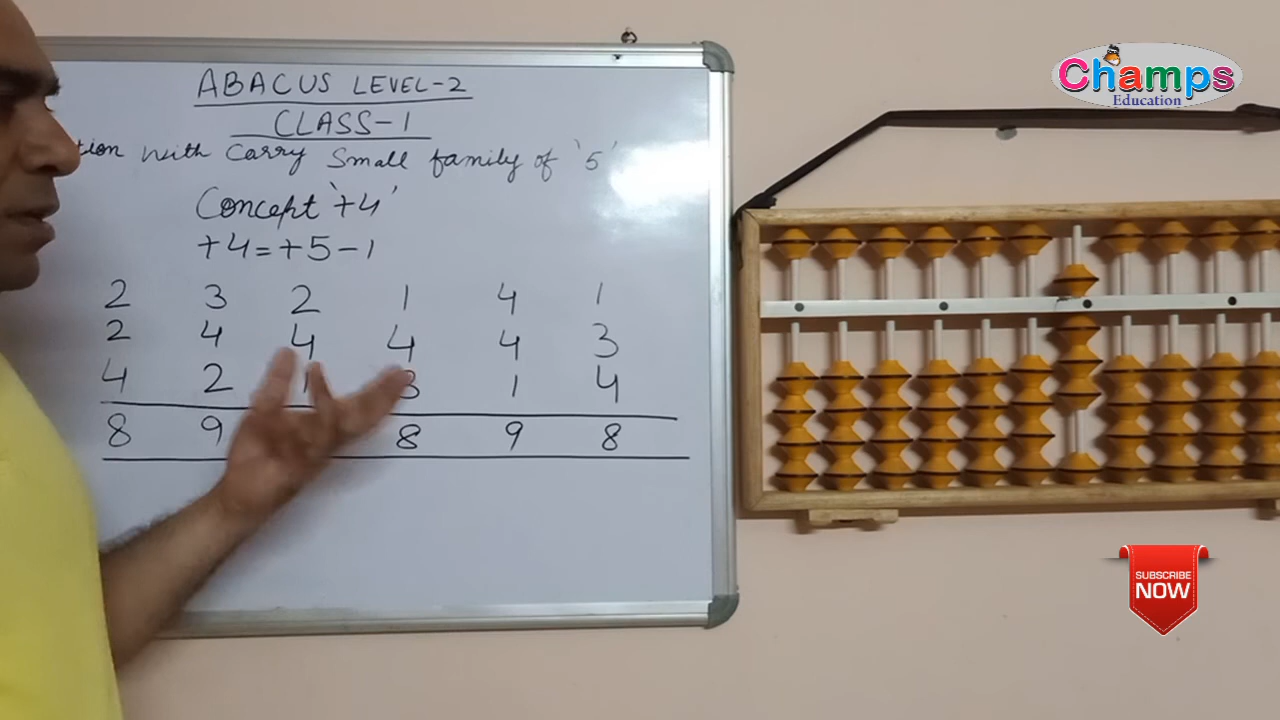 ABACUS LEVEL-2
CLASS-1
tion with Carry Small family of '5'
Concept '+4'
+4=+5-1
2 3 2 1 4 1
2 4 4 4 4 3
4 2 1 3 1 4
8 9 8 9 8
Champs
Education
SUBSCRIBE
NOW